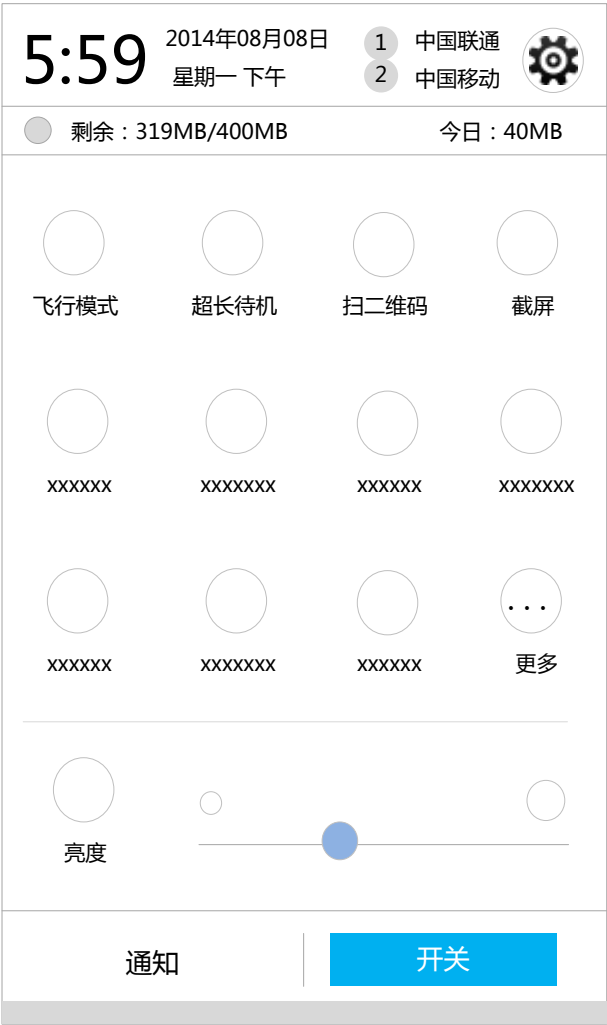 5:59 2014年08月08日 1 中国联通
星期一 下午 2 中国移动
剩余：319MB/400MB 今日：40MB
飞行模式 超长待机 扫二维码 截屏
xxxxxx xxxxxxx xxxxxx xxxxxxx
...
xxxxxx xxxxxxx xxxxxx 更多
亮度
通知 开关